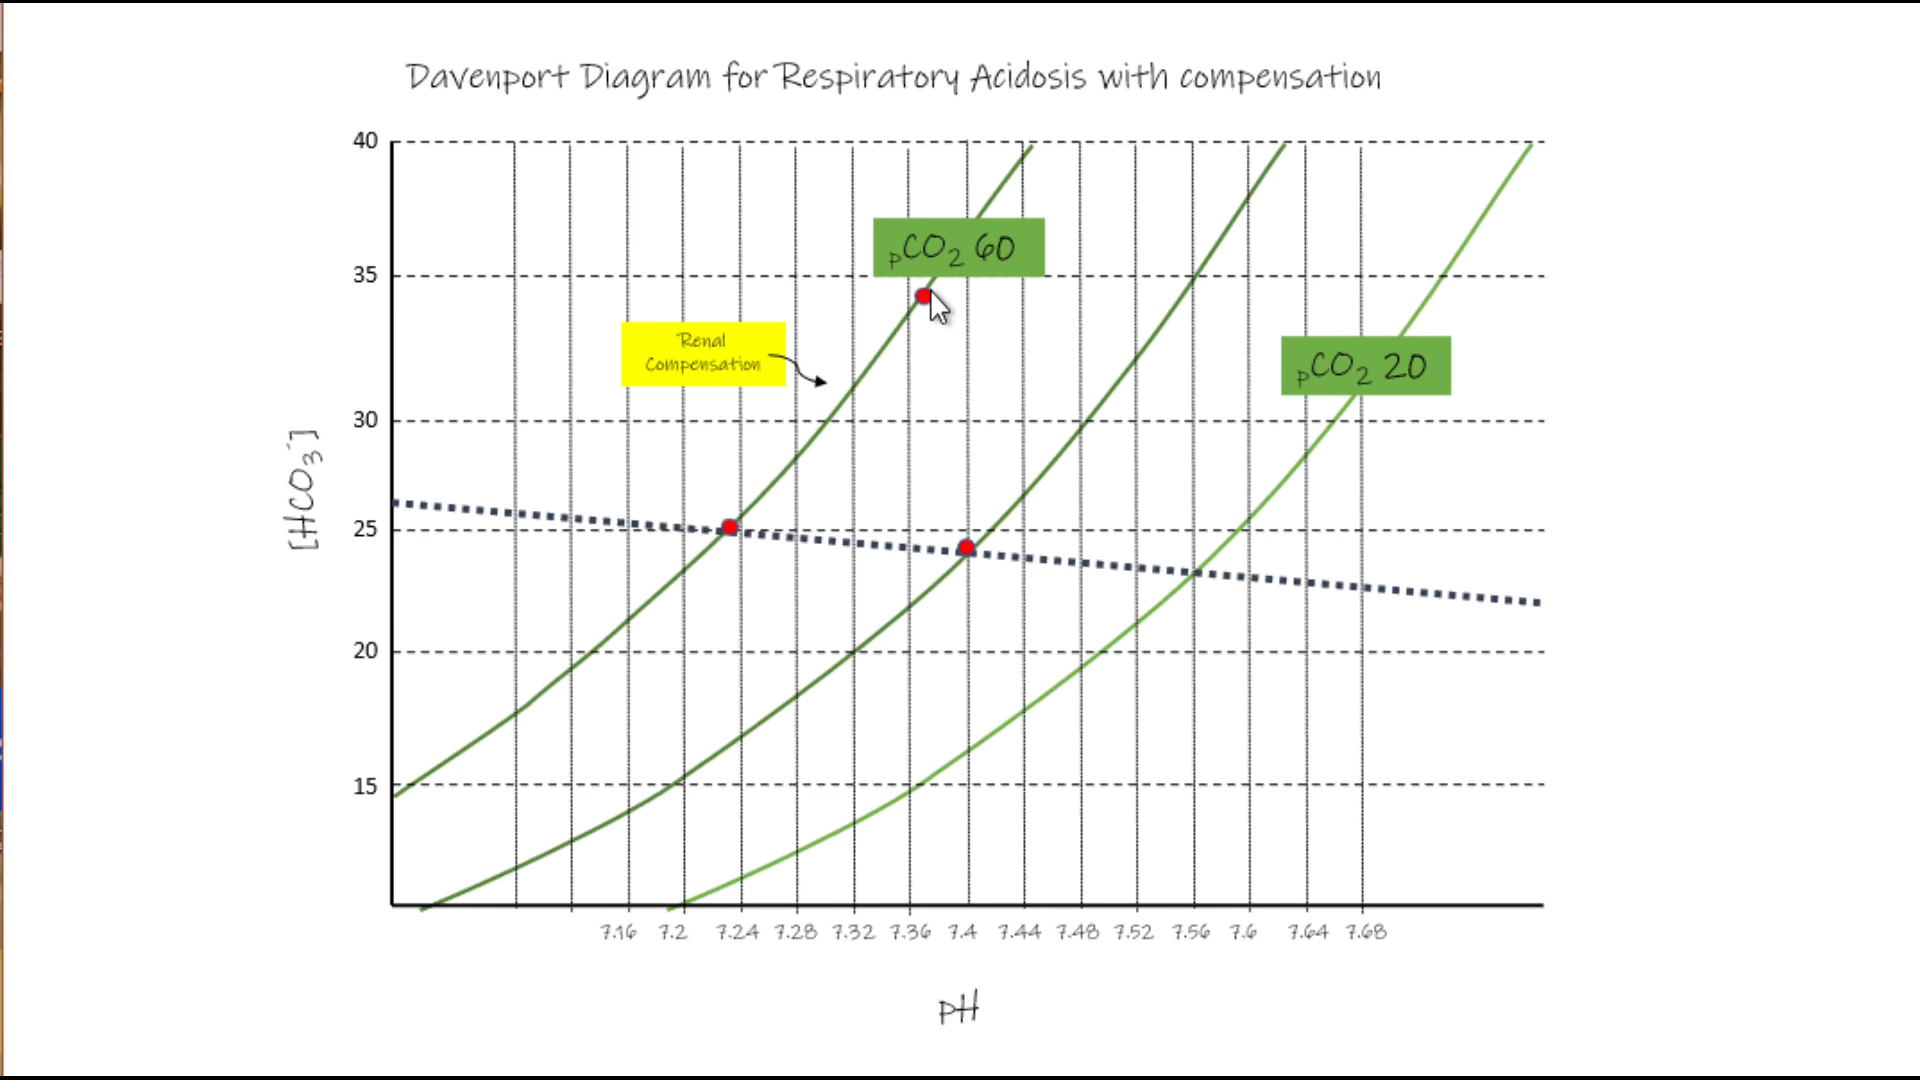 Davenport Diagram for Respiratory Acidosis with compensation
40
pCO₂ 60
35
Renal
Compensation
pCO₂ 20
30
[HCO₃⁻]
25
20
15
7.16 7.2 7.24 7.28 7.32 7.36 7.4 7.44 7.48 7.52 7.56 7.6 7.64 7.68
pH